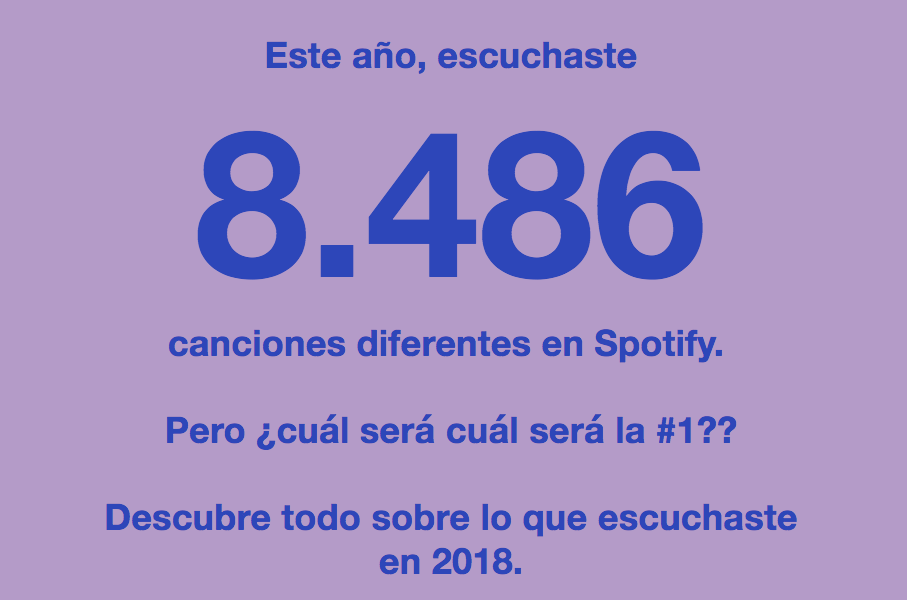 Este año, escuchaste
8.486
canciones diferentes en Spotify.
Pero ¿cuál será cuál será la #1??
Descubre todo sobre lo que escuchaste
en 2018.